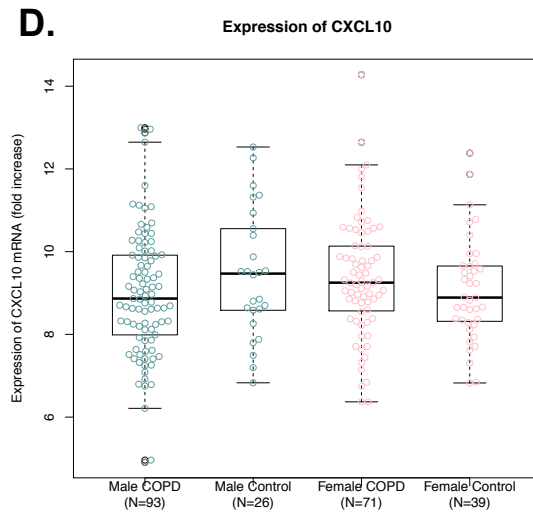 D.
Expression of CXCL10
Expression of CXCL10 mRNA (fold increase)
14
12
10
8
6
Male COPD
(N=93)
Male Control
(N=26)
Female COPD
(N=71)
Female Control
(N=39)